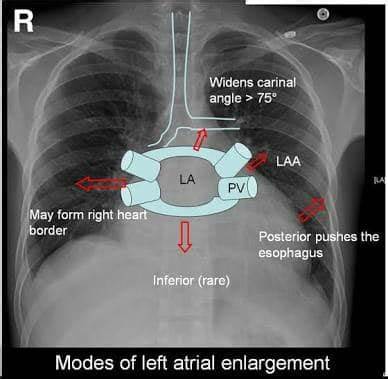 R
Widens carinal
angle > 75°
LAA
[LA]
LA
PV
May form right heart
border
Posterior pushes the
esophagus
Inferior (rare)
Modes of left atrial enlargement